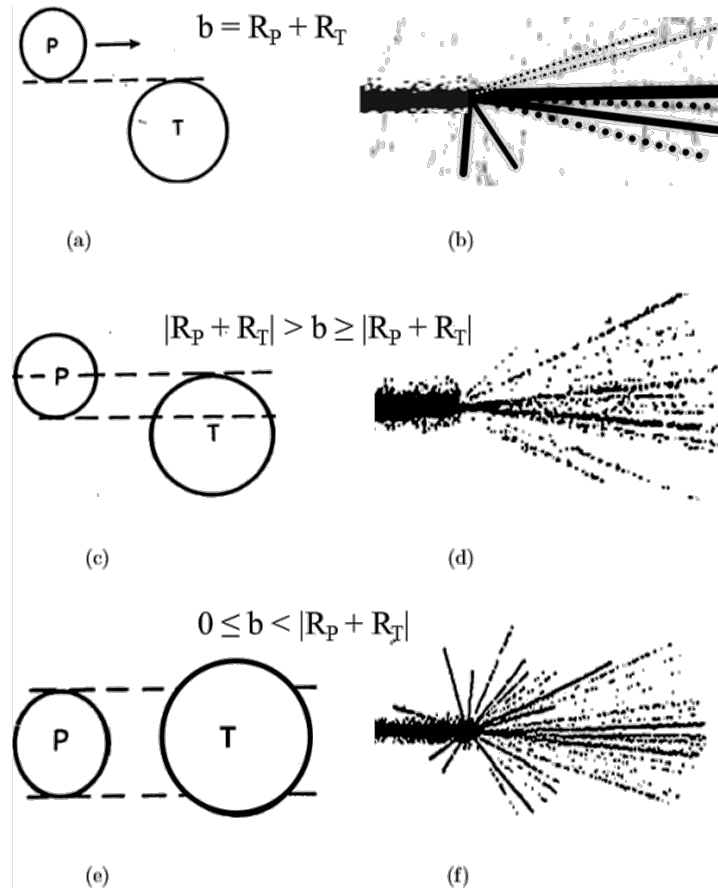 P
b = R_P + R_T
T
(a)
(b)
|R_P + R_T| > b ≥ |R_P + R_T|
P
T
(c)
(d)
0 ≤ b < |R_P + R_T|
P
T
(e)
(f)